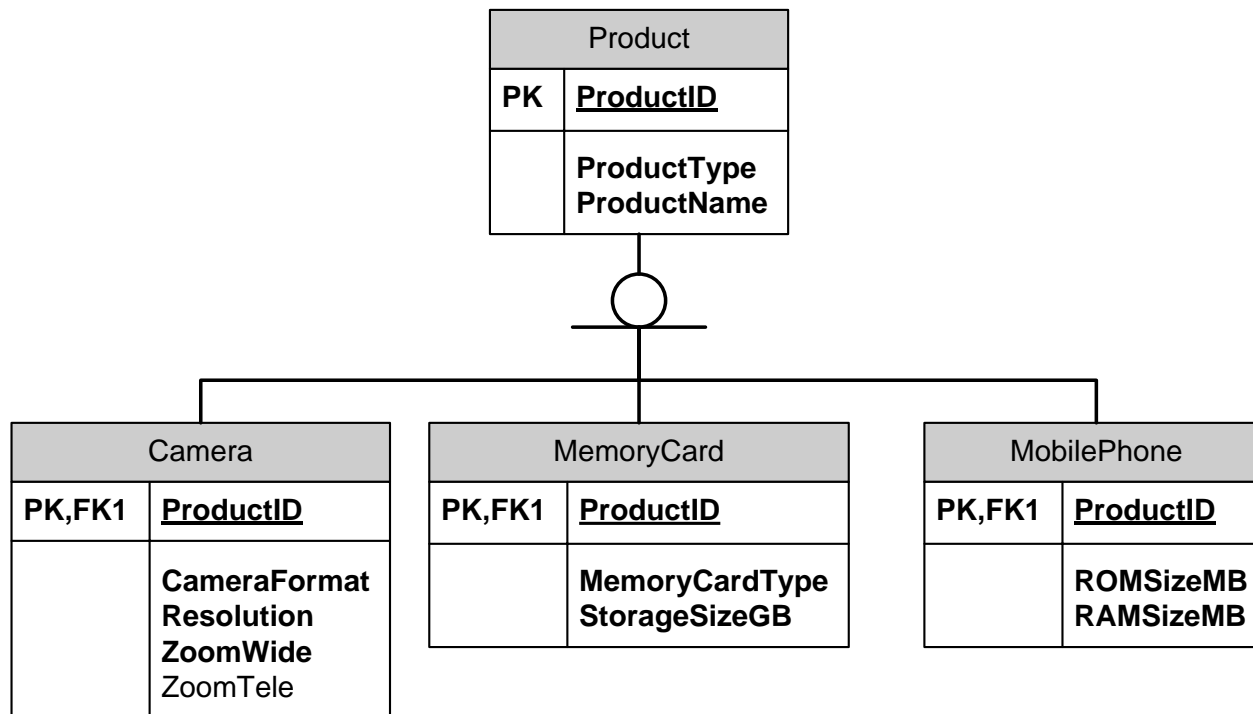 Product
PK ProductID
ProductType
ProductName
Camera
PK,FK1 ProductID
CameraFormat
Resolution
ZoomWide
ZoomTele
MemoryCard
PK,FK1 ProductID
MemoryCardType
StorageSizeGB
MobilePhone
PK,FK1 ProductID
ROMSizeMB
RAMSizeMB